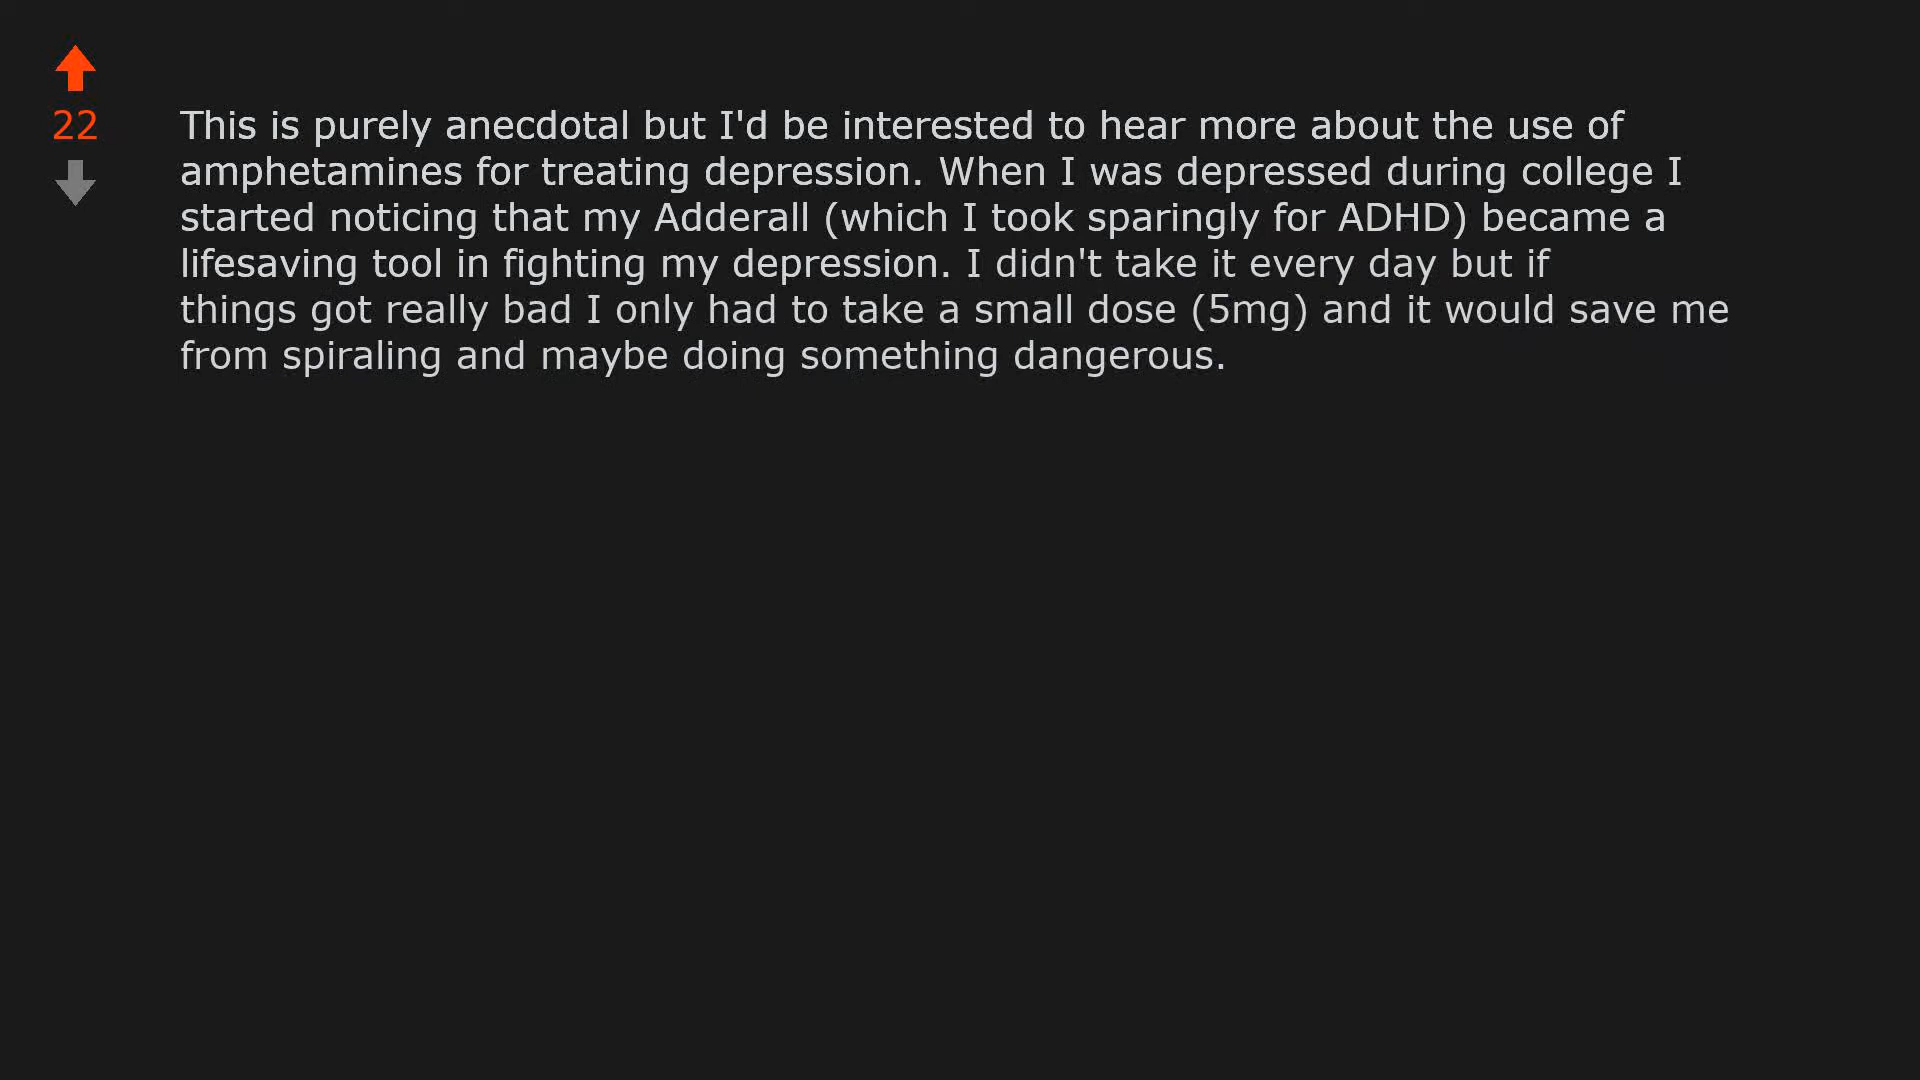 22
This is purely anecdotal but I'd be interested to hear more about the use of
amphetamines for treating depression. When I was depressed during college I
started noticing that my Adderall (which I took sparingly for ADHD) became a
lifesaving tool in fighting my depression. I didn't take it every day but if
things got really bad I only had to take a small dose (5mg) and it would save me
from spiraling and maybe doing something dangerous.